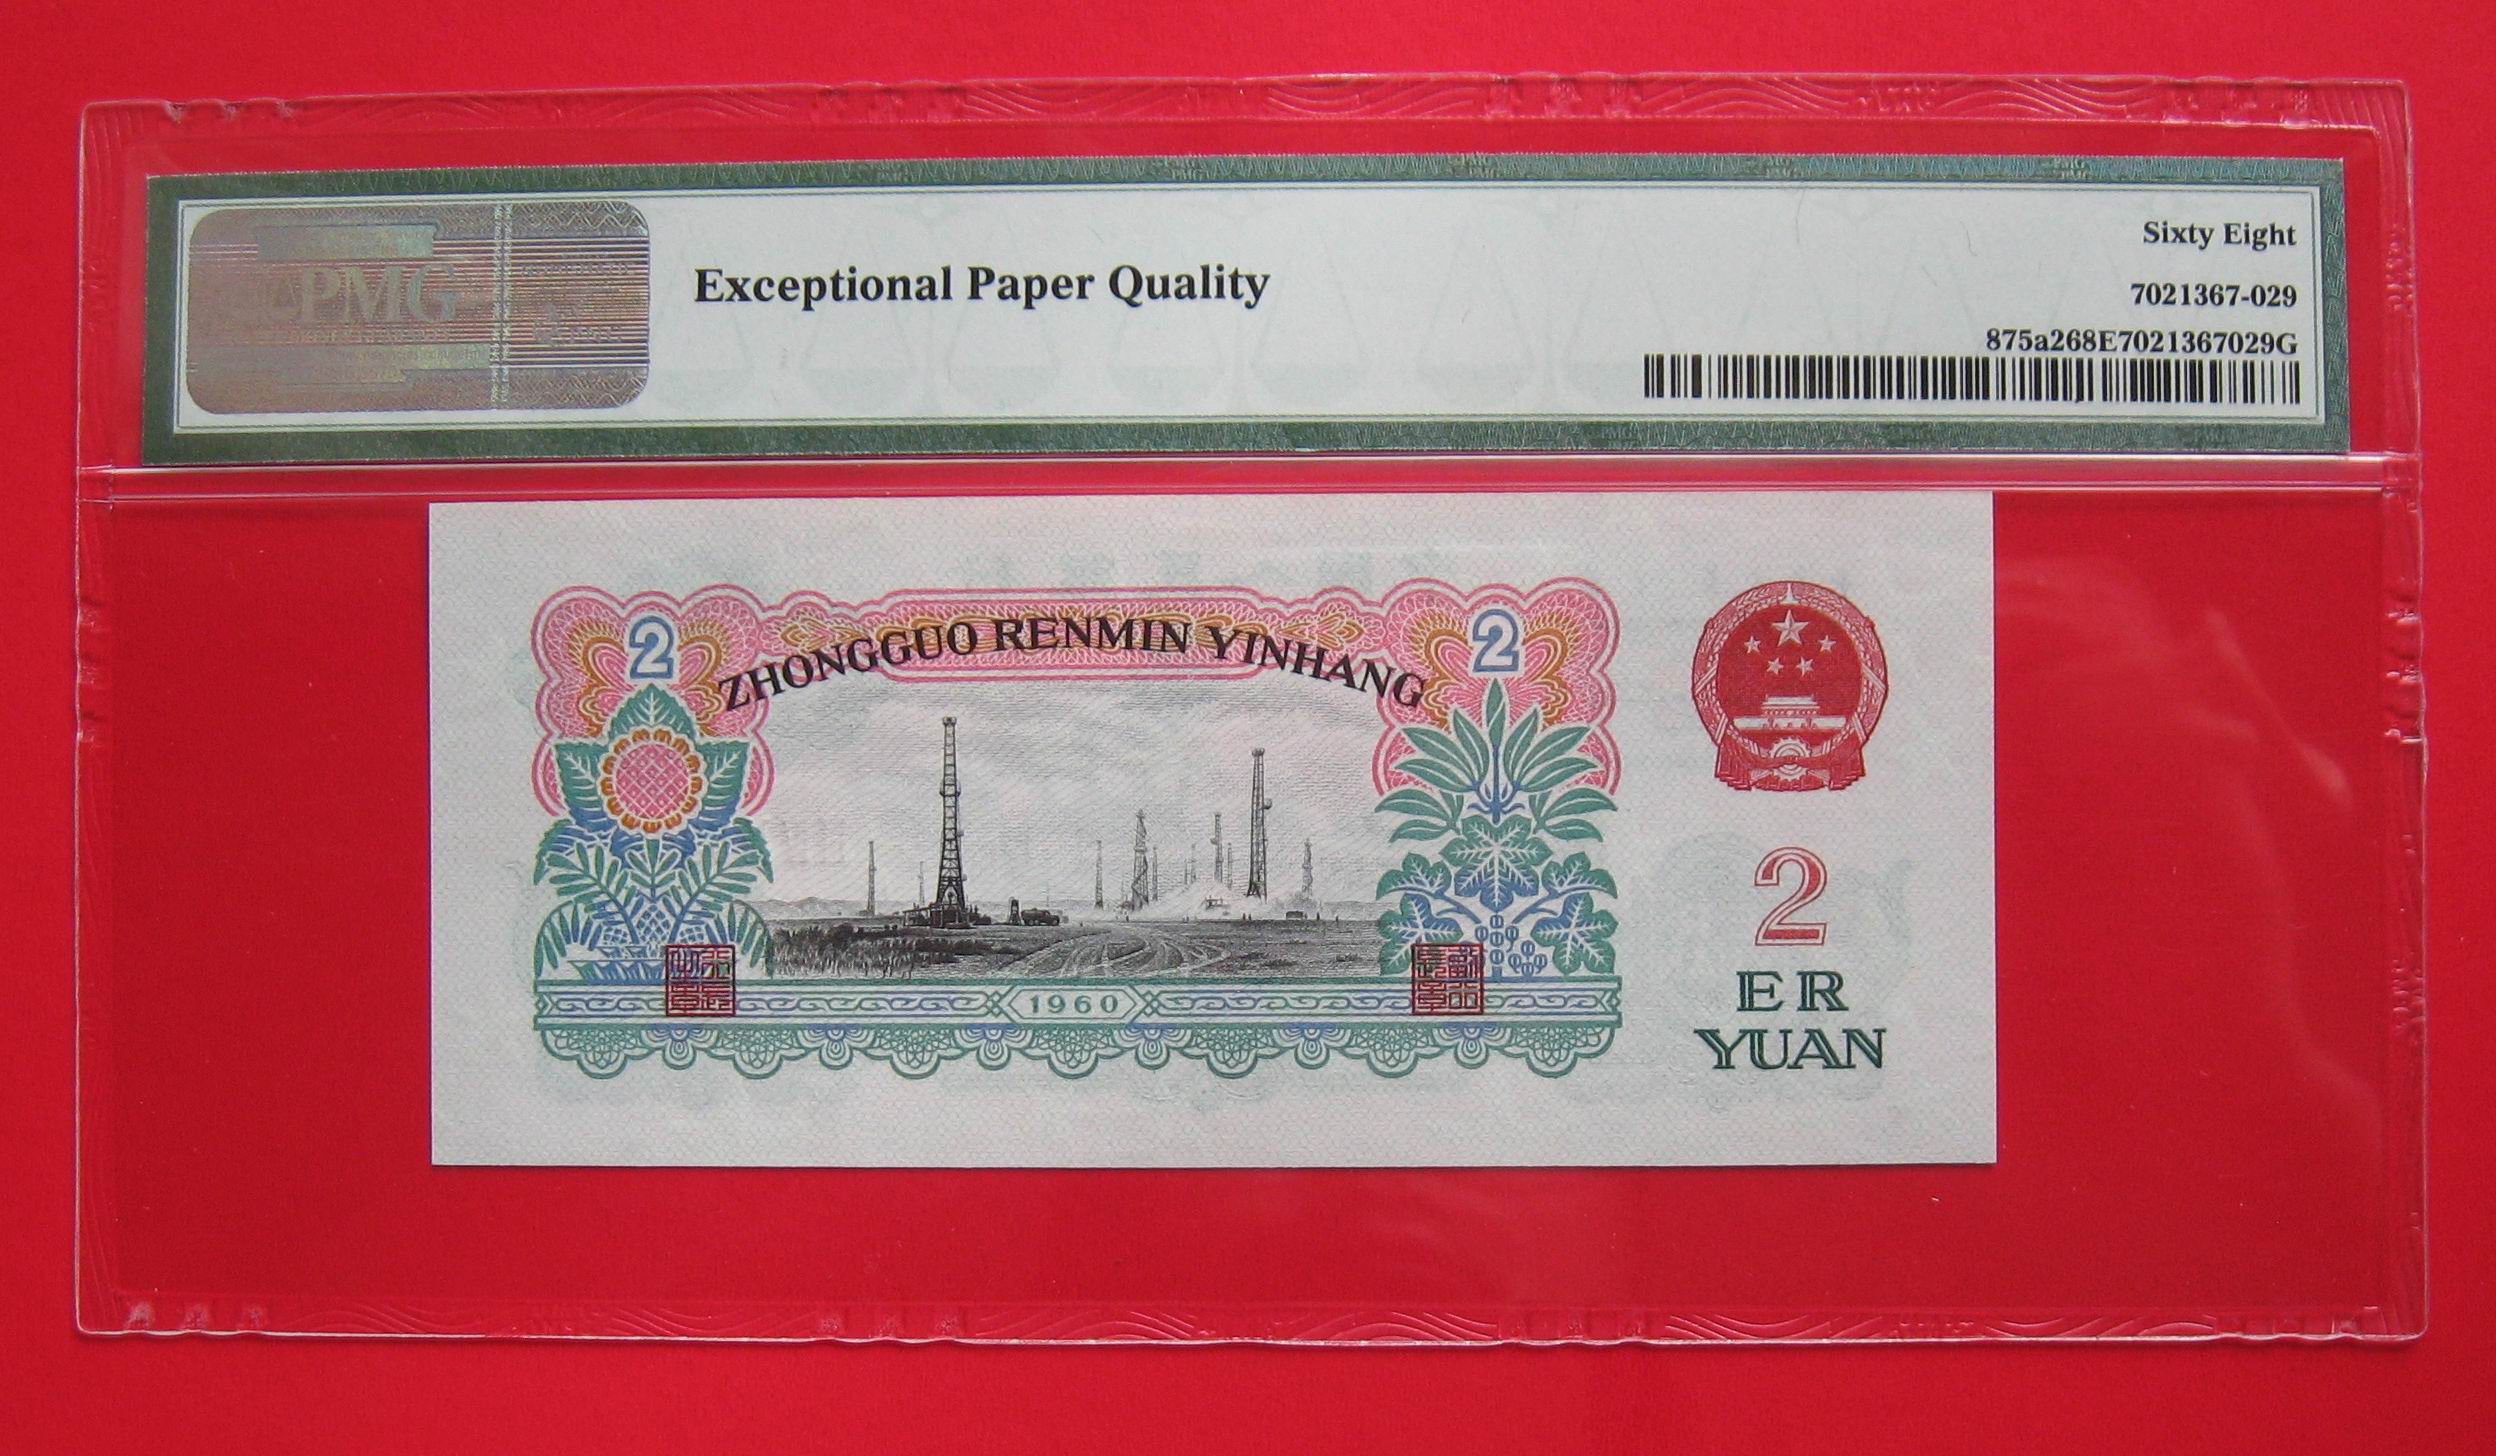 PMG
Exceptional Paper Quality
Sixty Eight
7021367-029
875a268E7021367029G
2
ZHONGGUO RENMIN YINHANG
2
1960
2
ER
YUAN